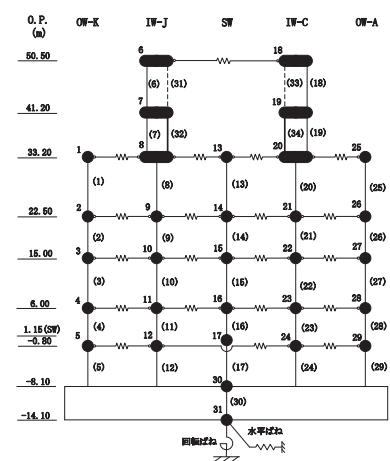 O.P. OW-K IW-J SW IW-C OW-A
(m)
50.50 6 18
(6) (31) (33) (18)
41.20 7 19
(7) (32) (34) (19)
33.20 1 8 13 20 25
(1) (8) (13) (20) (25)
22.50 2 9 14 21 26
(2) (9) (14) (21) (26)
15.00 3 10 15 22 27
(3) (10) (15) (22) (27)
6.00 4 11 16 23 28
(4) (11) (16) (23) (28)
1.15(SW) 17
-0.80 5 12 24 29
(5) (12) (17) (24) (29)
-8.10 30
(30)
-14.10 31
回転ばね 水平ばね